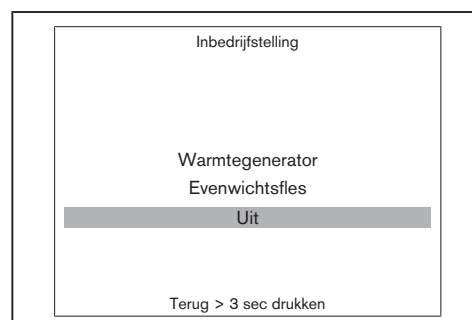 Inbedrijfstelling
Warmtegenerator
Evenwichtsfles
Uit
Terug > 3 sec drukken